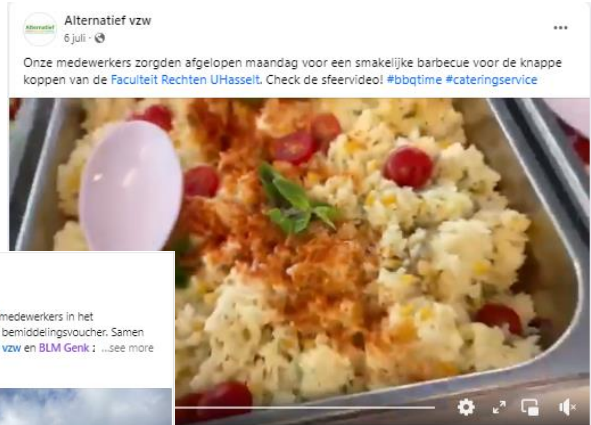 Alternatief
Alternatief vzw
6 juli ·
Onze medewerkers zorgden afgelopen maandag voor een smakelijke barbecue voor de knappe
koppen van de Faculteit Rechten UHasselt. Check de sfeervideo! #bbqtime #cateringservice
medewerkers in het
bemiddelingsvoucher. Samen
vzw en BLM Genk : ...see more